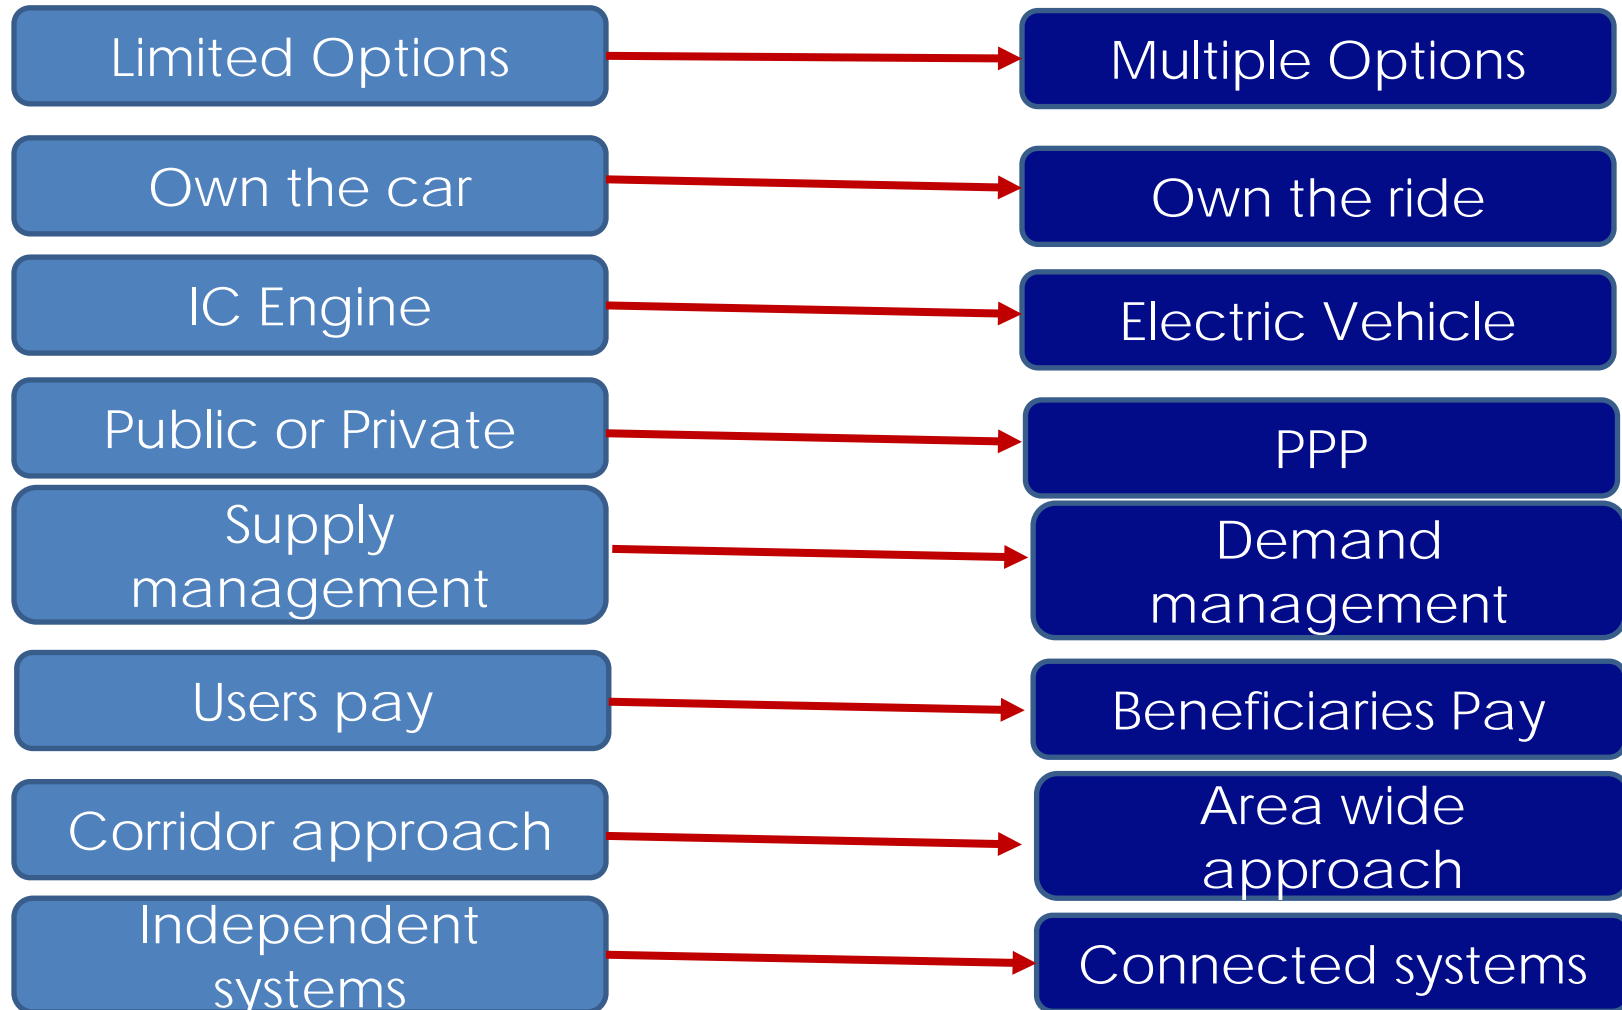 Limited Options
Multiple Options
Own the car
Own the ride
IC Engine
Electric Vehicle
Public or Private
PPP
Supply
management
Demand
management
Users pay
Beneficiaries Pay
Corridor approach
Area wide
approach
Independent
systems
Connected systems